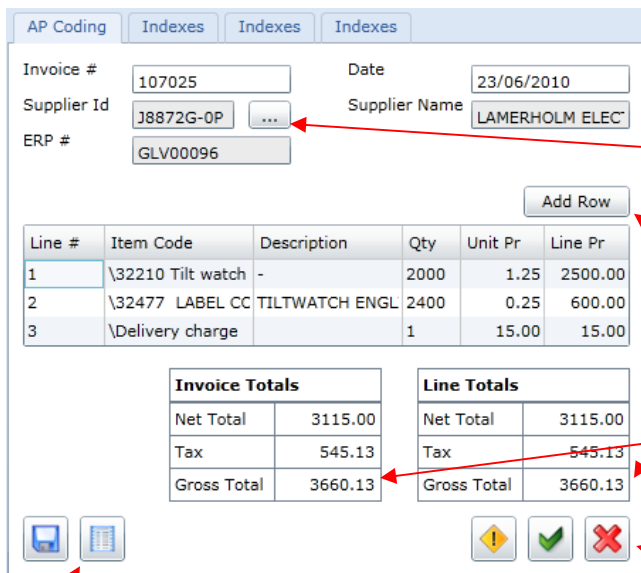 AP Coding Indexes Indexes Indexes
Invoice # 107025 Date 23/06/2010
Supplier Id J8872G-0P ... Supplier Name LAMERHOLM ELEC
ERP # GLV00096
Add Row
Line # Item Code Description Qty Unit Pr Line Pr
1 \32210 Tilt watch - 2000 1.25 2500.00
2 \32477 LABEL CC TILTWATCH ENGL 2400 0.25 600.00
3 \Delivery charge 1 15.00 15.00
Invoice Totals Line Totals
Net Total 3115.00 Net Total 3115.00
Tax 545.13 Tax 545.13
Gross Total 3660.13 Gross Total 3660.13